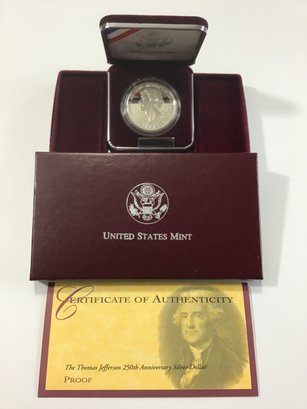 UNITED STATES MINT
CERTIFICATE OF AUTHENTICITY
The Thomas Jefferson 250th Anniversary Silver Dollar
PROOF